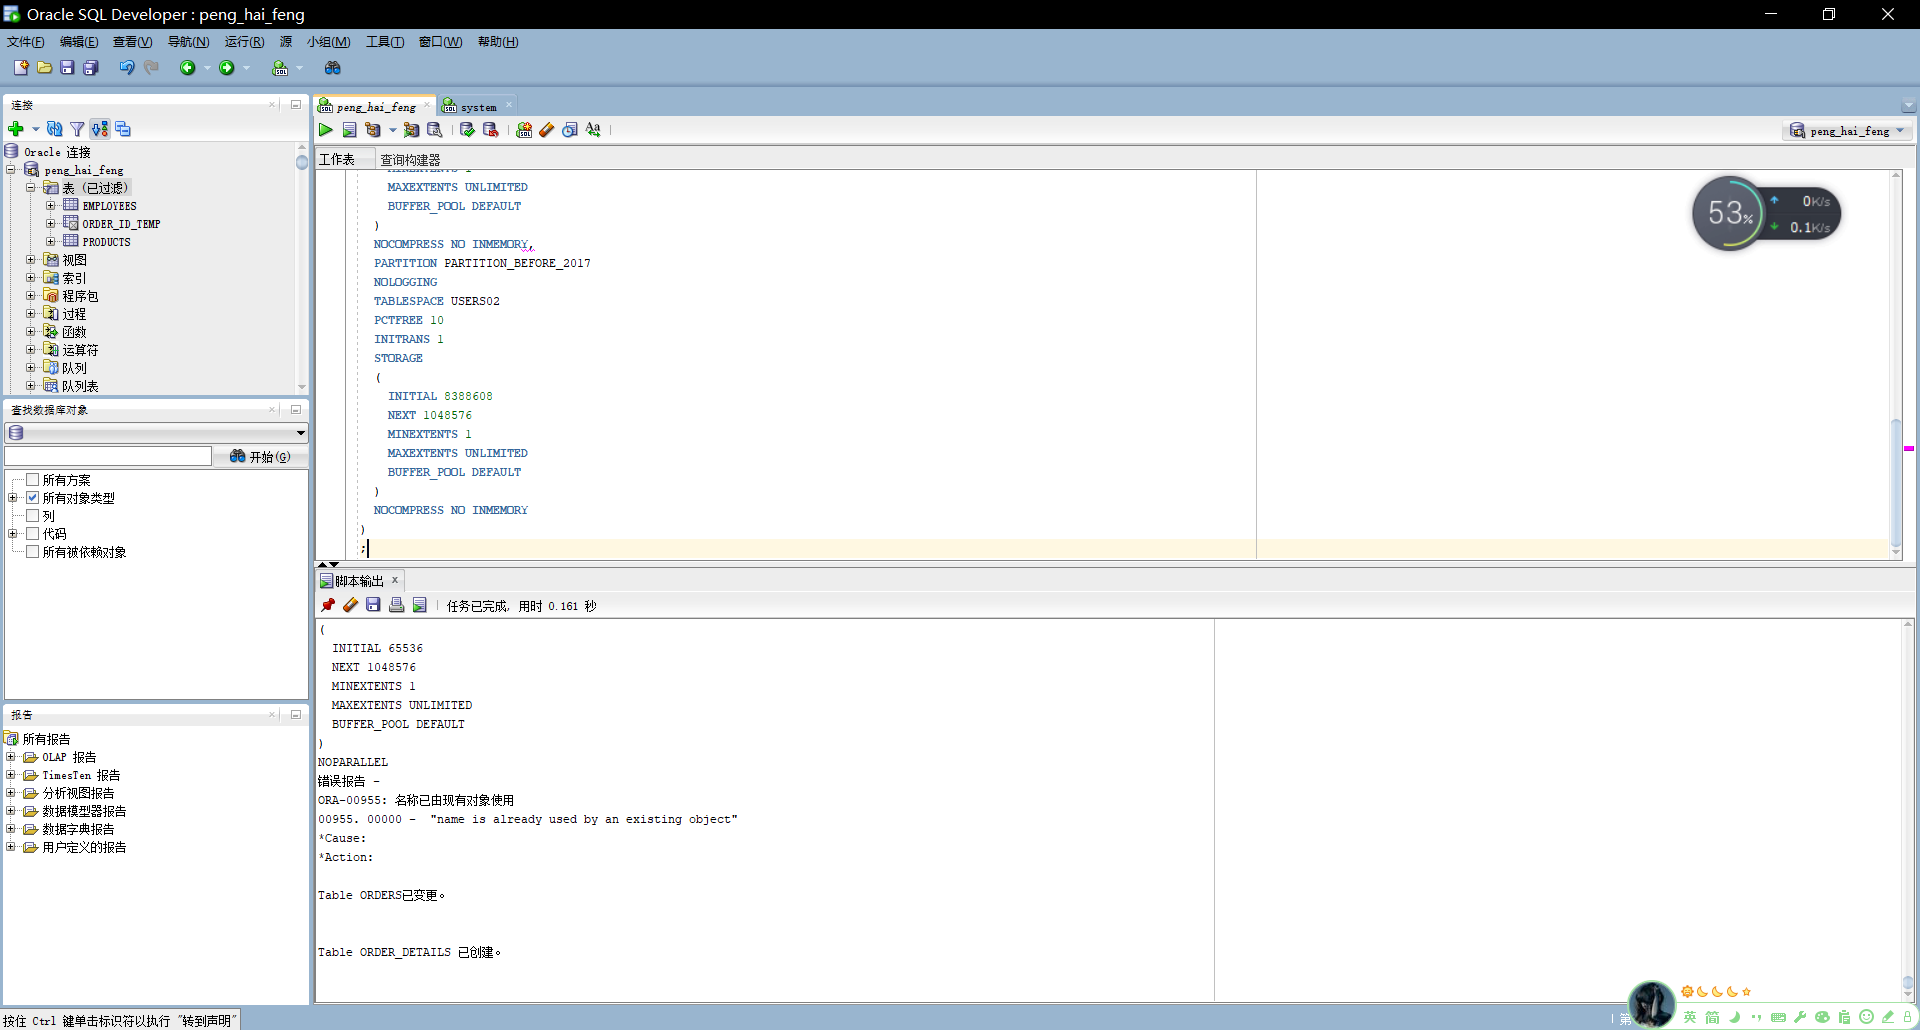 Oracle SQL Developer : peng_hai_feng
文件(F) 编辑(E) 查看(V) 导航(N) 运行(R) 源 小组(M) 工具(T) 窗口(W) 帮助(H)
连接
Oracle 连接
peng_hai_feng
表 (已过滤)
EMPLOYEES
ORDER_ID_TEMP
PRODUCTS
视图
索引
程序包
过程
函数
运算符
队列
队列表
查找数据库对象
开始(G)
所有方案
所有对象类型
列
代码
所有被依赖对象
报告
所有报告
OLAP 报告
TimesTen 报告
分析视图报告
数据模型器报告
数据字典报告
用户定义的报告
peng_hai_feng system
peng_hai_feng
工作表 查询构建器
MINEXTENTS 1
MAXEXTENTS UNLIMITED
BUFFER_POOL DEFAULT
)
NOCOMPRESS NO INMEMORY,
PARTITION PARTITION_BEFORE_2017
NOLOGGING
TABLESPACE USERS02
PCTFREE 10
INITRANS 1
STORAGE
(
INITIAL 8388608
NEXT 1048576
MINEXTENTS 1
MAXEXTENTS UNLIMITED
BUFFER_POOL DEFAULT
)
NOCOMPRESS NO INMEMORY
)
;
53%
0K/s
0.1K/s
脚本输出
任务已完成, 用时 0.161 秒
(
INITIAL 65536
NEXT 1048576
MINEXTENTS 1
MAXEXTENTS UNLIMITED
BUFFER_POOL DEFAULT
)
NOPARALLEL
错误报告 -
ORA-00955: 名称已由现有对象使用
00955. 00000 -  "name is already used by an existing object"
*Cause:
*Action:
Table ORDERS已变更。
Table ORDER_DETAILS 已创建。
按住 Ctrl 键单击标识符以执行 "转到声明"
第
英 简